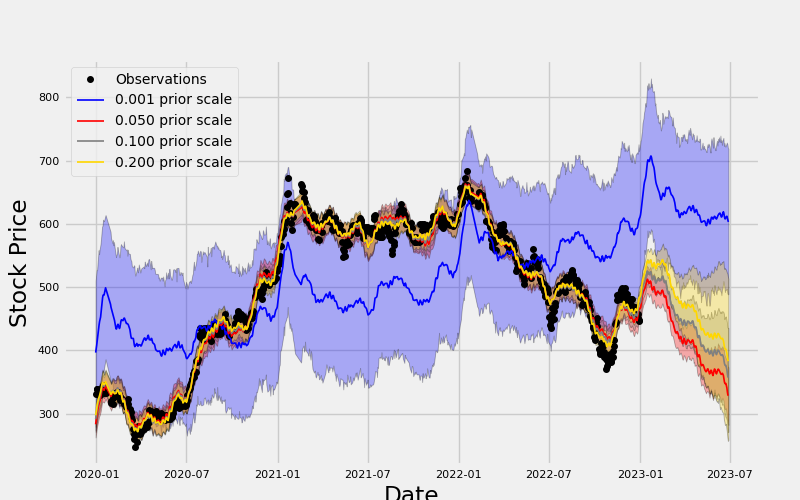 Observations
0.001 prior scale
0.050 prior scale
0.100 prior scale
0.200 prior scale
Stock Price
800
700
600
500
400
300
2020-01 2020-07 2021-01 2021-07 2022-01 2022-07 2023-01 2023-07
Date